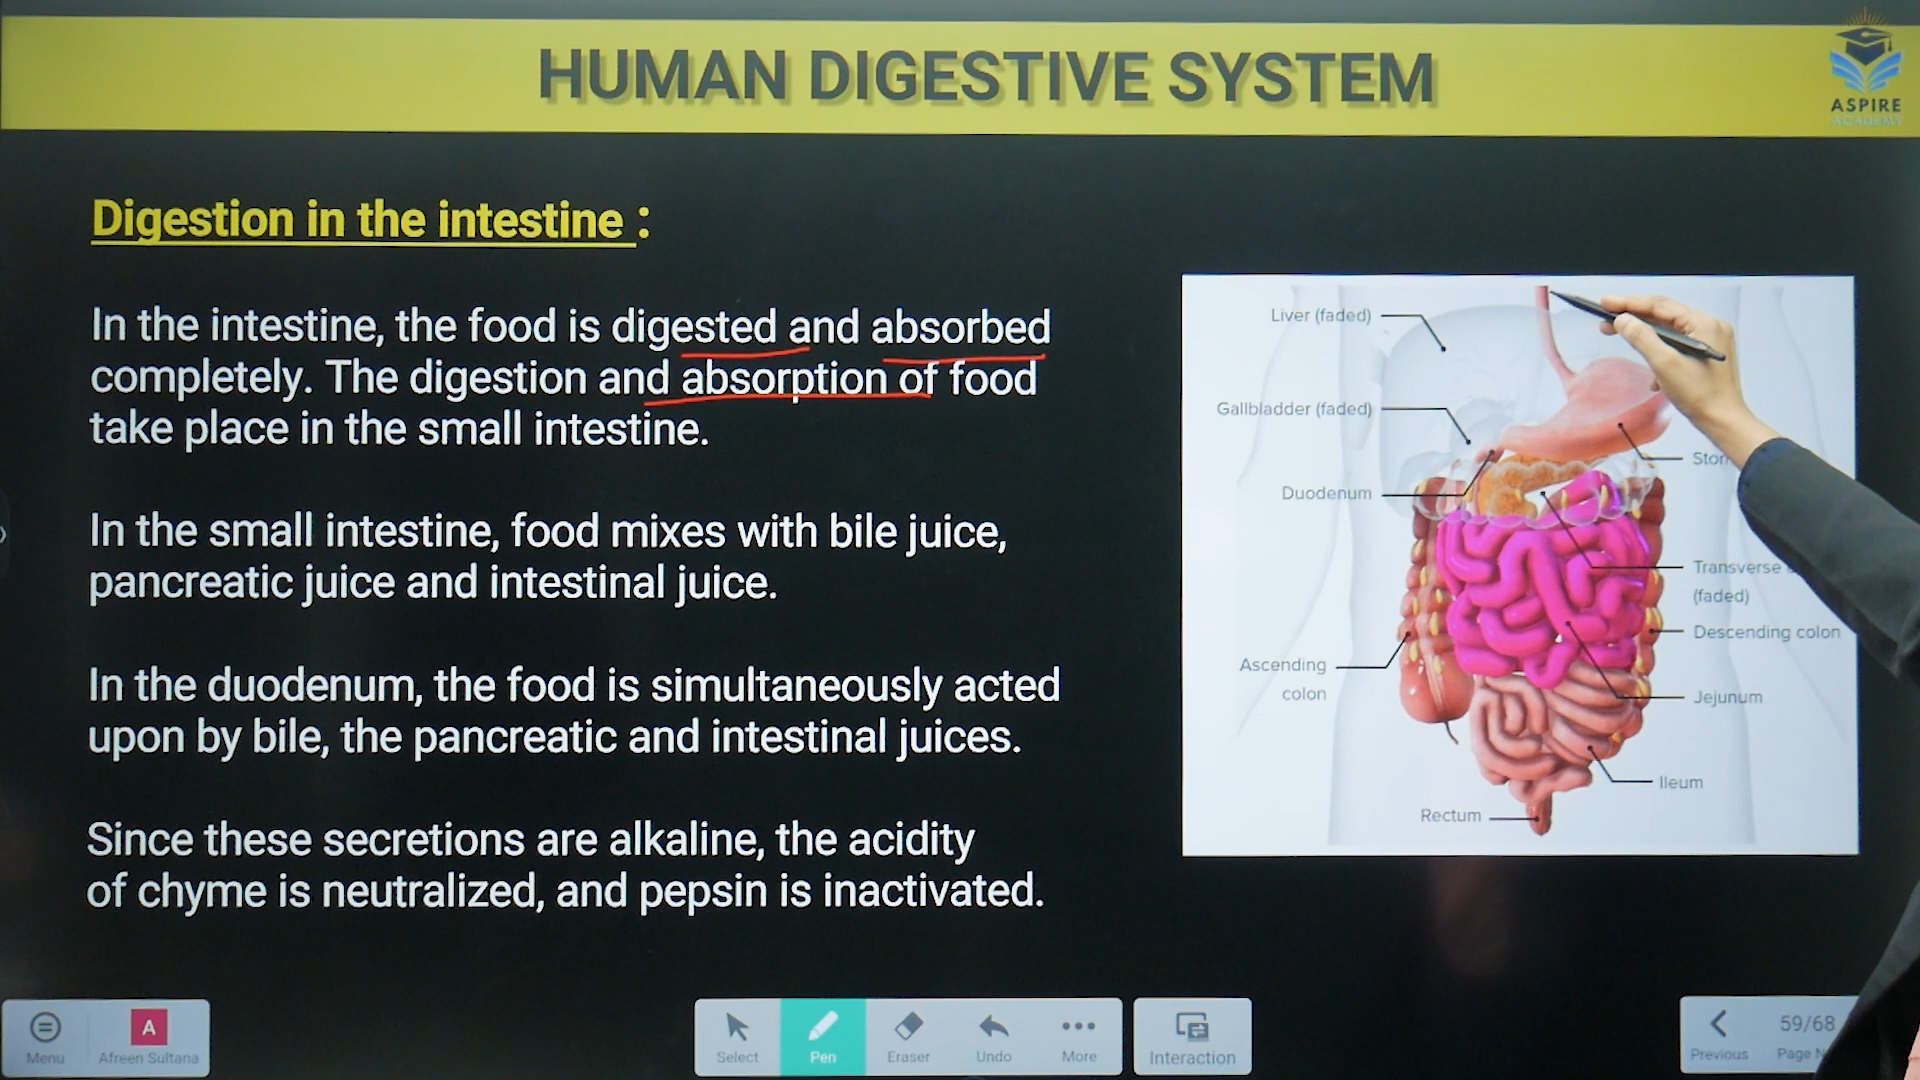 HUMAN DIGESTIVE SYSTEM
ASPIRE
ACADEMY
Digestion in the intestine :
In the intestine, the food is digested and absorbed
completely. The digestion and absorption of food
take place in the small intestine.
In the small intestine, food mixes with bile juice,
pancreatic juice and intestinal juice.
In the duodenum, the food is simultaneously acted
upon by bile, the pancreatic and intestinal juices.
Since these secretions are alkaline, the acidity
of chyme is neutralized, and pepsin is inactivated.
Liver (faded)
Gallbladder (faded)
Duodenum
Transverse
(faded)
Descending colon
Ascending
colon
Jejunum
Ileum
Rectum
Menu
A
Afreen Sultana
Select
Pen
Eraser
Undo
More
Interaction
Previous
59/68
Page